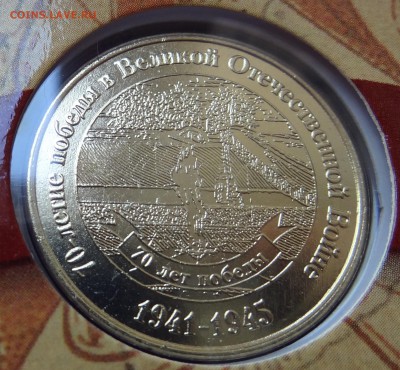 COINS.LAVE.RU
70-летие победы в Великой Отечественной Войне
70 лет победы
1941-1945